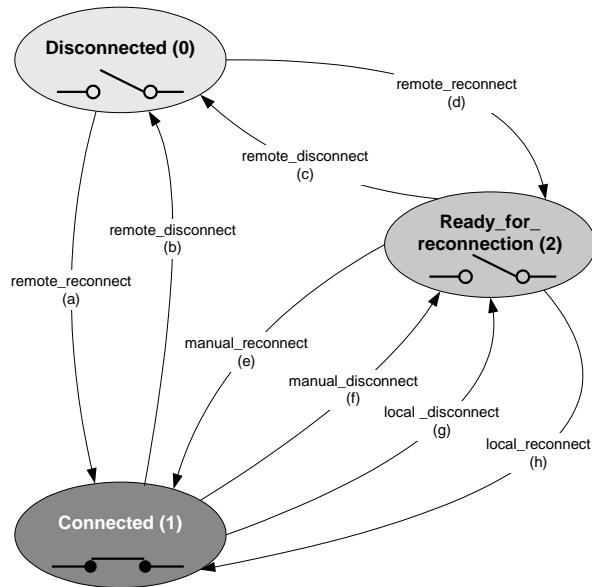 Disconnected (0)
remote_reconnect
(d)
remote_disconnect
(c)
Ready_for_
reconnection (2)
remote_disconnect
(b)
remote_reconnect
(a)
manual_reconnect
(e)
manual_disconnect
(f)
local _disconnect
(g)
local_reconnect
(h)
Connected (1)